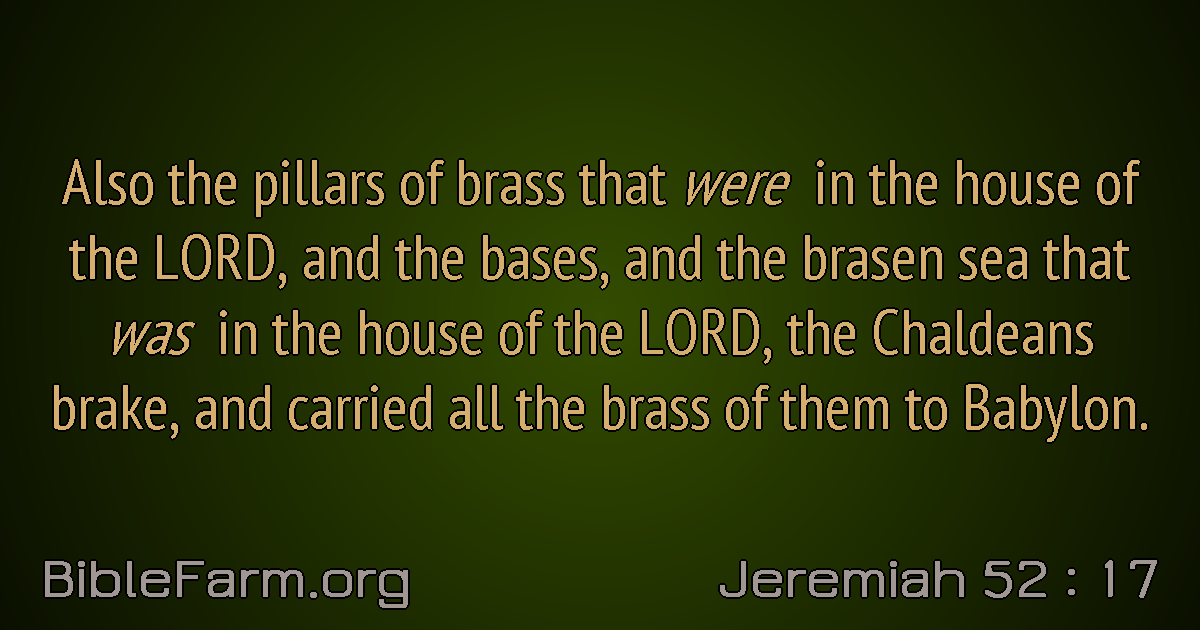 Also the pillars of brass that were in the house of
the LORD, and the bases, and the brasen sea that
was in the house of the LORD, the Chaldeans
brake, and carried all the brass of them to Babylon.
BibleFarm.org
Jeremiah 52 : 17